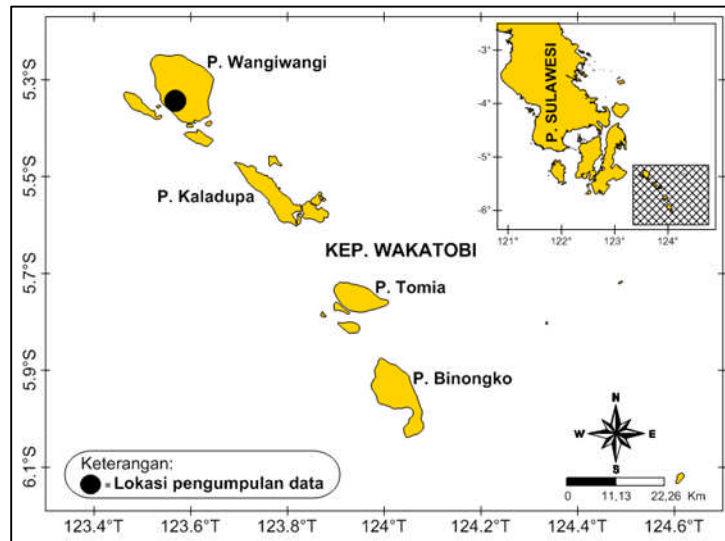 P. Wangiwangi
P. Kaladupa
KEP. WAKATOBI
P. Tomia
P. Binongko
5.3°S
5.5°S
5.7°S
5.9°S
6.1°S
123.4°T 123.6°T 123.8°T 124°T 124.2°T 124.4°T 124.6°T
P. SULAWESI
-3°
-4°
-5°
-6°
121° 122° 123° 124°
N
W E
S
0 11,13 22,26 Km
Keterangan:
= Lokasi pengumpulan data